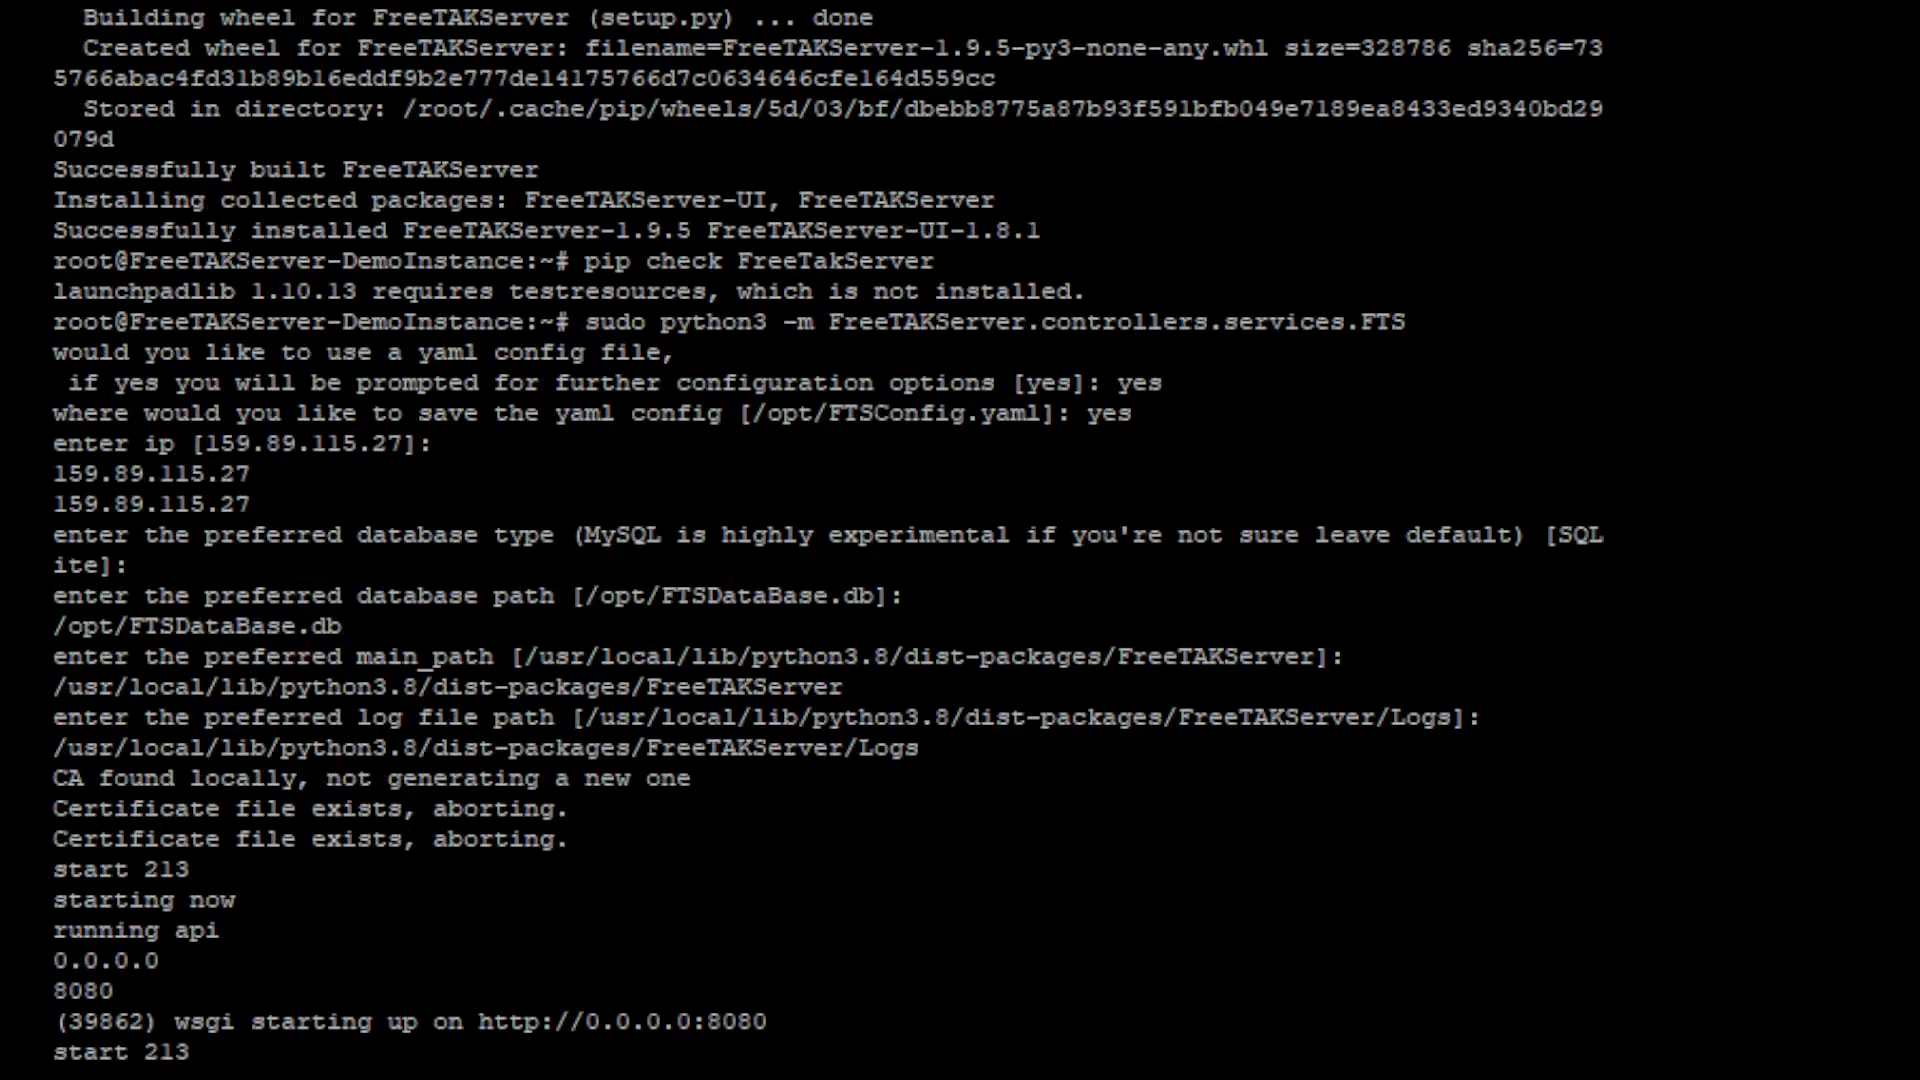 Building wheel for FreeTAKServer (setup.py) ... done
Created wheel for FreeTAKServer: filename=FreeTAKServer-1.9.5-py3-none-any.whl size=328786 sha256=73
5766abac4fd31b89b16eddf9b2e777de14175766d7c0634646cfe164d559cc
Stored in directory: /root/.cache/pip/wheels/5d/03/bf/dbebb8775a87b93f591bfb049e7189ea8433ed9340bd29
079d
Successfully built FreeTAKServer
Installing collected packages: FreeTAKServer-UI, FreeTAKServer
Successfully installed FreeTAKServer-1.9.5 FreeTAKServer-UI-1.8.1
root@FreeTAKServer-DemoInstance:~# pip check FreeTakServer
launchpadlib 1.10.13 requires testresources, which is not installed.
root@FreeTAKServer-DemoInstance:~# sudo python3 -m FreeTAKServer.controllers.services.FTS
would you like to use a yaml config file,
if yes you will be prompted for further configuration options [yes]: yes
where would you like to save the yaml config [/opt/FTSConfig.yaml]: yes
enter ip [159.89.115.27]:
159.89.115.27
159.89.115.27
enter the preferred database type (MySQL is highly experimental if you're not sure leave default) [SQL
ite]:
enter the preferred database path [/opt/FTSDataBase.db]:
/opt/FTSDataBase.db
enter the preferred main_path [/usr/local/lib/python3.8/dist-packages/FreeTAKServer]:
/usr/local/lib/python3.8/dist-packages/FreeTAKServer
enter the preferred log file path [/usr/local/lib/python3.8/dist-packages/FreeTAKServer/Logs]:
/usr/local/lib/python3.8/dist-packages/FreeTAKServer/Logs
CA found locally, not generating a new one
Certificate file exists, aborting.
Certificate file exists, aborting.
start 213
starting now
running api
0.0.0.0
8080
(39862) wsgi starting up on http://0.0.0.0:8080
start 213